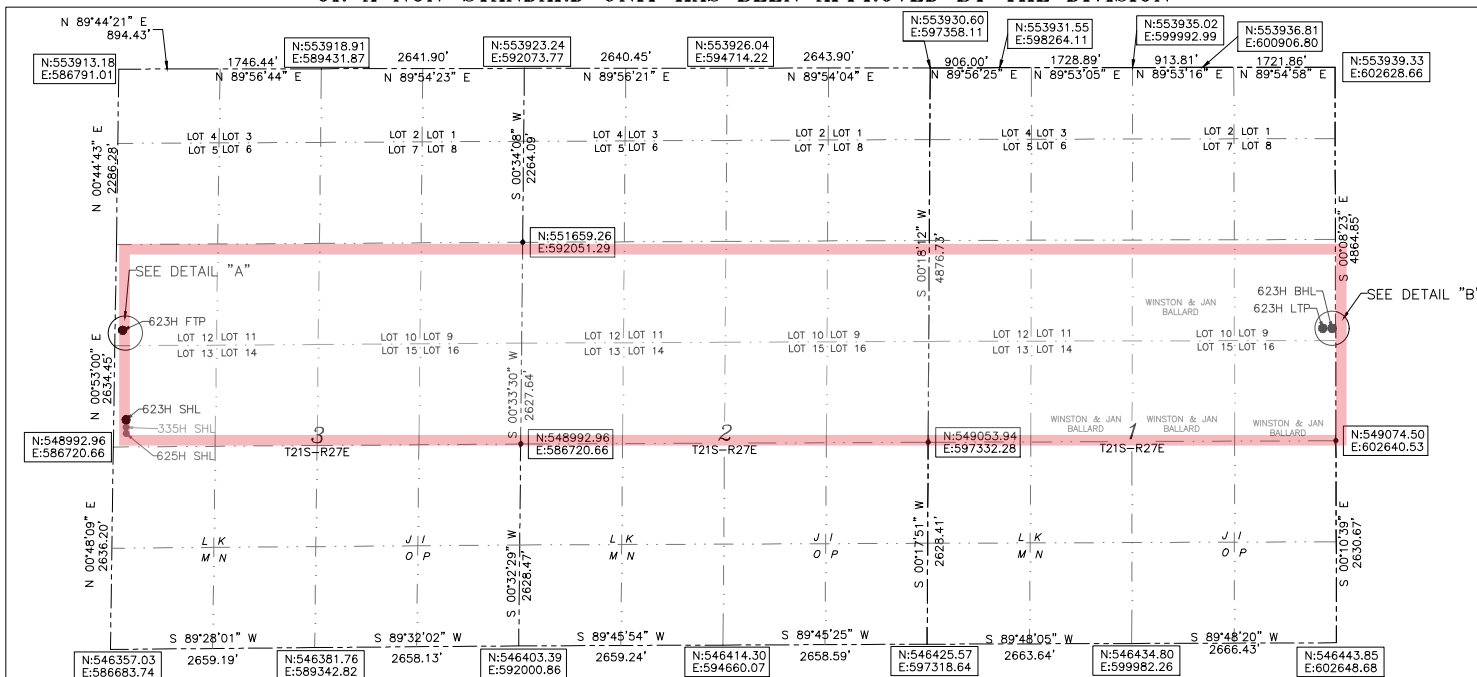 OR A NON-STANDARD UNIT HAS BEEN APPROVED BY THE DIVISION
N 89°44'21" E
894.43'
N:553913.18
E:586791.01
1746.44'
N 89°56'44" E
N:553918.91
E:589431.87
2641.90'
N 89°54'23" E
N:553923.24
E:592073.77
2640.45'
N 89°56'21" E
N:553926.04
E:594714.22
2643.90'
N 89°54'04" E
N:553930.60
E:597358.11
906.00'
N 89°56'25" E
N:553931.55
E:598264.11
1728.89'
N 89°53'05" E
N:553935.02
E:599992.99
913.81'
N 89°53'16" E
N:553936.81
E:600906.80
1721.86'
N 89°54'58" E
N:553939.33
E:602628.66
N 00°44'43" E
2286.28'
LOT 4 LOT 3
LOT 5 LOT 6
LOT 2 LOT 1
LOT 7 LOT 8
S 00°34'08" W
2264.09'
LOT 4 LOT 3
LOT 5 LOT 6
LOT 2 LOT 1
LOT 7 LOT 8
LOT 4 LOT 3
LOT 5 LOT 6
LOT 2 LOT 1
LOT 7 LOT 8
N:551659.26
E:592051.29
S 00°18'12" W
4876.73'
S 00°08'23" E
4864.85'
SEE DETAIL "A"
623H FTP
WINSTON & JAN
BALLARD
623H BHL
623H LTP
SEE DETAIL "B"
N 00°53'00" E
2634.45'
LOT 12 LOT 11
LOT 13 LOT 14
LOT 10 LOT 9
LOT 15 LOT 16
S 00°33'30" W
2627.64'
LOT 12 LOT 11
LOT 13 LOT 14
LOT 10 LOT 9
LOT 15 LOT 16
LOT 12 LOT 11
LOT 13 LOT 14
LOT 10 LOT 9
LOT 15 LOT 16
623H SHL
335H SHL
625H SHL
N:548992.96
E:586720.66
3
T21S-R27E
N:548992.96
E:586720.66
2
T21S-R27E
N:549053.94
E:597332.28
WINSTON & JAN
BALLARD
1
WINSTON & JAN
BALLARD
WINSTON & JAN
BALLARD
T21S-R27E
N:549074.50
E:602640.53
N 00°48'09" E
2636.20'
L K
M N
J I
O P
S 00°32'29" W
2628.47'
L K
M N
J I
O P
S 00°17'51" W
2628.41'
L K
M N
J I
O P
S 00°10'39" E
2630.67'
N:546357.03
E:586683.74
S 89°28'01" W
2659.19'
N:546381.76
E:589342.82
S 89°32'02" W
2658.13'
N:546403.39
E:592000.86
S 89°45'54" W
2659.24'
N:546414.30
E:594660.07
S 89°45'25" W
2658.59'
N:546425.57
E:597318.64
S 89°48'05" W
2663.64'
N:546434.80
E:599982.26
S 89°48'20" W
2666.43'
N:546443.85
E:602648.68